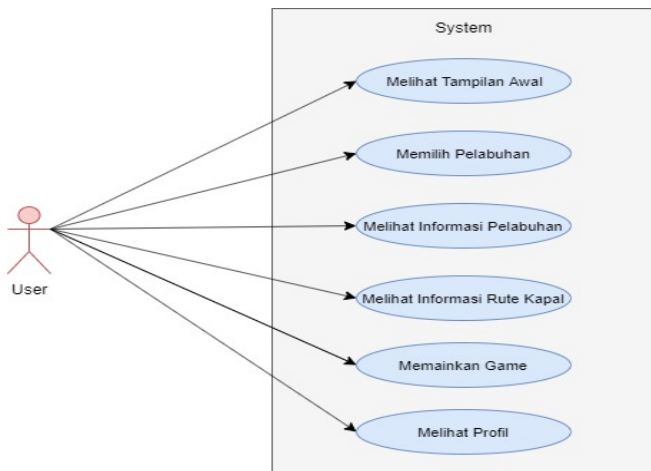 System
Melihat Tampilan Awal
Memilih Pelabuhan
Melihat Informasi Pelabuhan
User
Melihat Informasi Rute Kapal
Memainkan Game
Melihat Profil